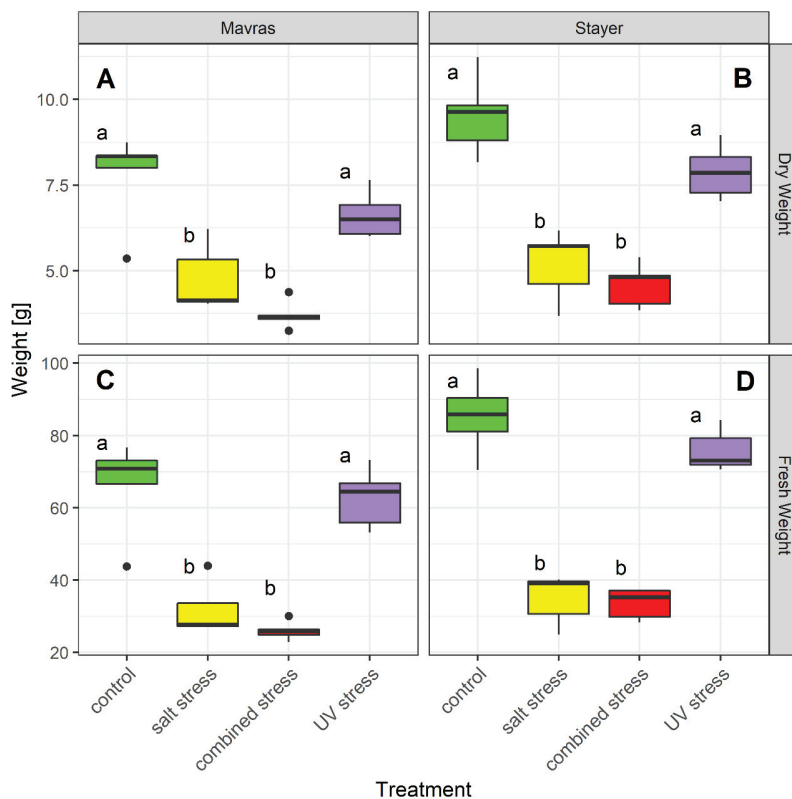 Mavras
Stayer
A
B
a
a
a
a
b
b
b
b
10.0
7.5
5.0
Dry Weight
Weight [g]
C
D
a
a
a
a
b
b
b
b
100
80
60
40
20
Fresh Weight
control
salt stress
combined stress
UV stress
control
salt stress
combined stress
UV stress
Treatment